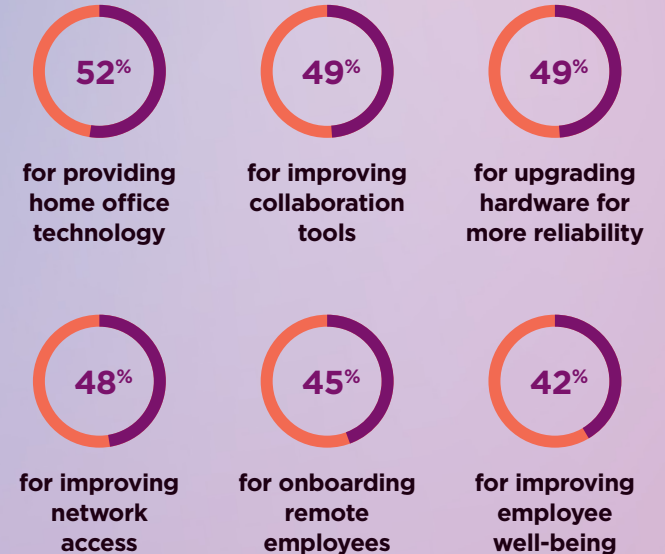 52%
for providing
home office
technology
49%
for improving
collaboration
tools
49%
for upgrading
hardware for
more reliability
48%
for improving
network
access
45%
for onboarding
remote
employees
42%
for improving
employee
well-being